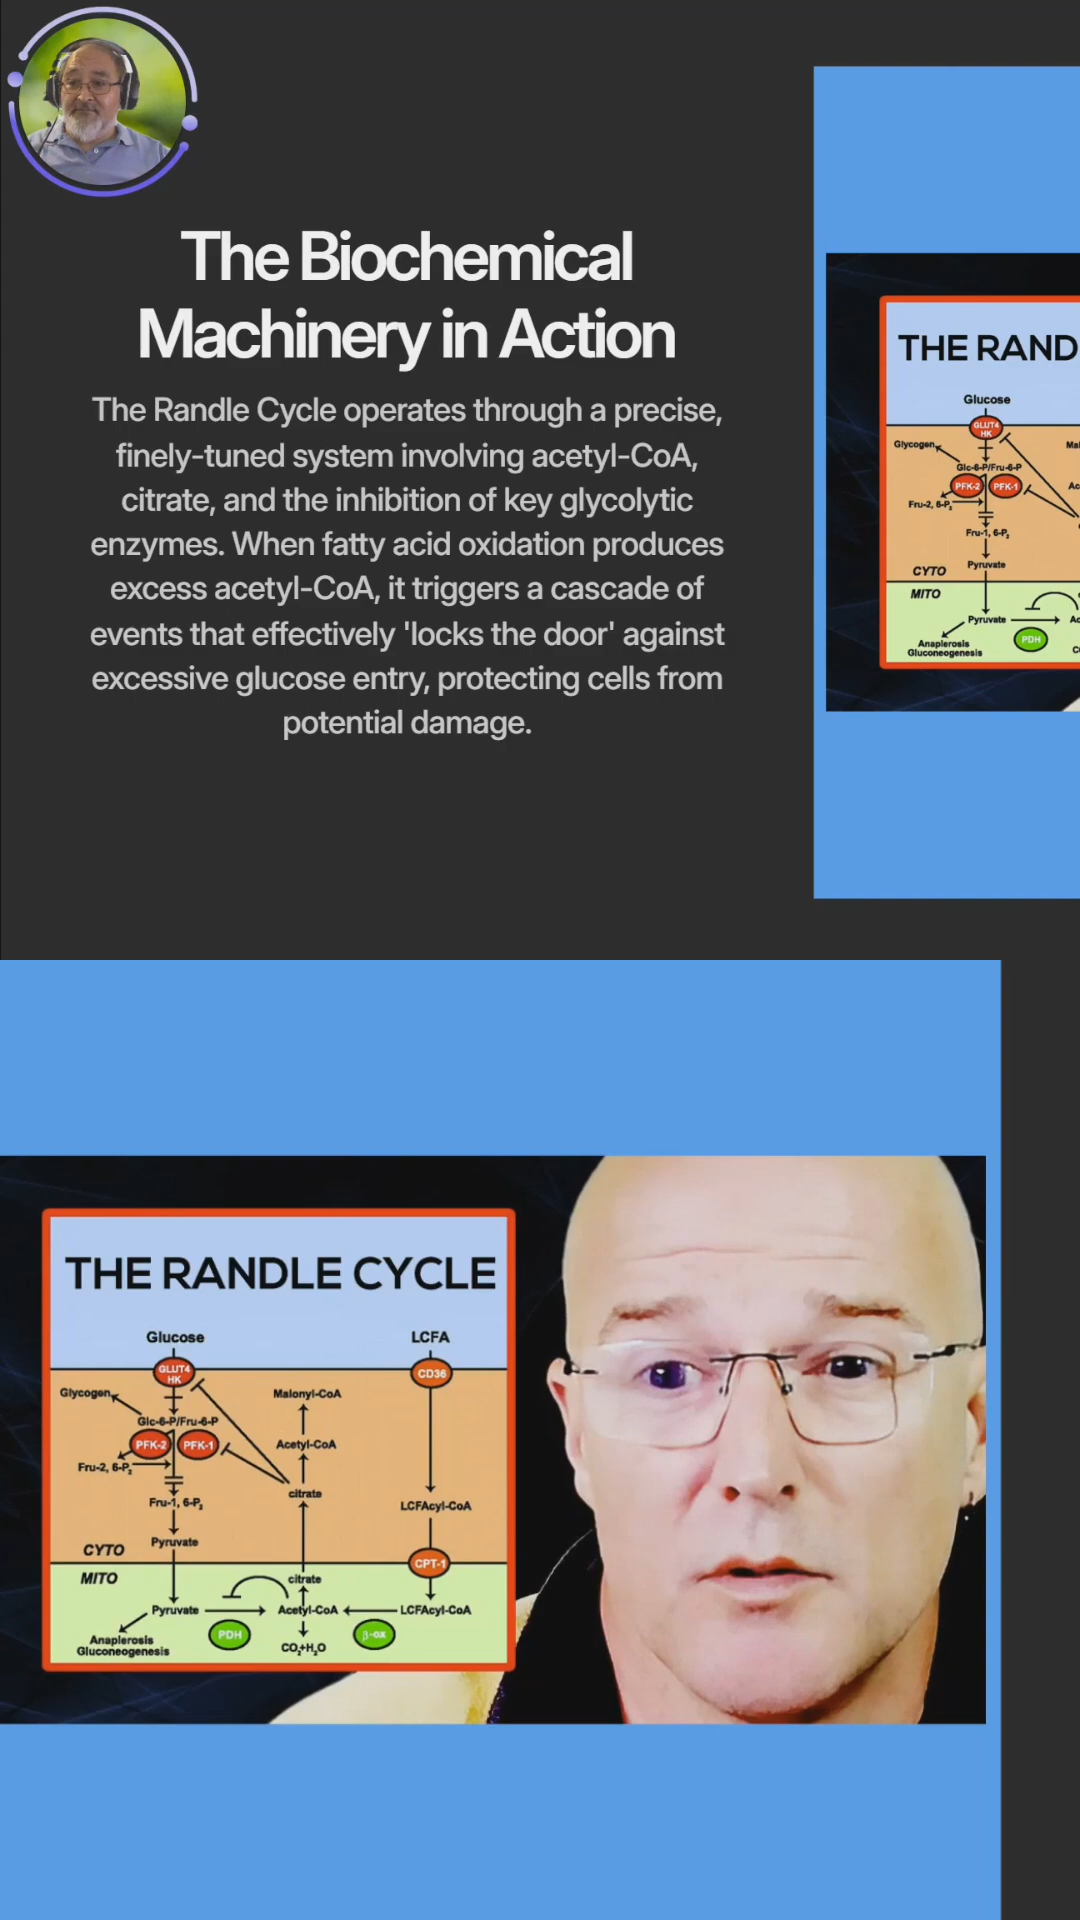 The Biochemical
Machinery in Action
The Randle Cycle operates through a precise,
finely-tuned system involving acetyl-CoA,
citrate, and the inhibition of key glycolytic
enzymes. When fatty acid oxidation produces
excess acetyl-CoA, it triggers a cascade of
events that effectively 'locks the door' against
excessive glucose entry, protecting cells from
potential damage.
THE RAND
Glucose
GLUT4
HK
Glycogen
Mal
Glc-6-P/Fru-6-P
PFK-2 PFK-1
Ac
Fru-2, 6-P₂
Fru-1, 6-P₂
Pyruvate
CYTO
MITO
Pyruvate
Ac
PDH
Anaplerosis
Gluconeogenesis
THE RANDLE CYCLE
Glucose LCFA
GLUT4
HK
CD36
Glycogen Malonyl-CoA
Glc-6-P/Fru-6-P
PFK-2 PFK-1 Acetyl-CoA
Fru-2, 6-P₂
citrate
Fru-1, 6-P₂ LCFAcyl-CoA
Pyruvate
CYTO
CPT-1
MITO
citrate
Pyruvate Acetyl-CoA LCFAcyl-CoA
PDH β-ox
Anaplerosis
Gluconeogenesis
CO₂+H₂O